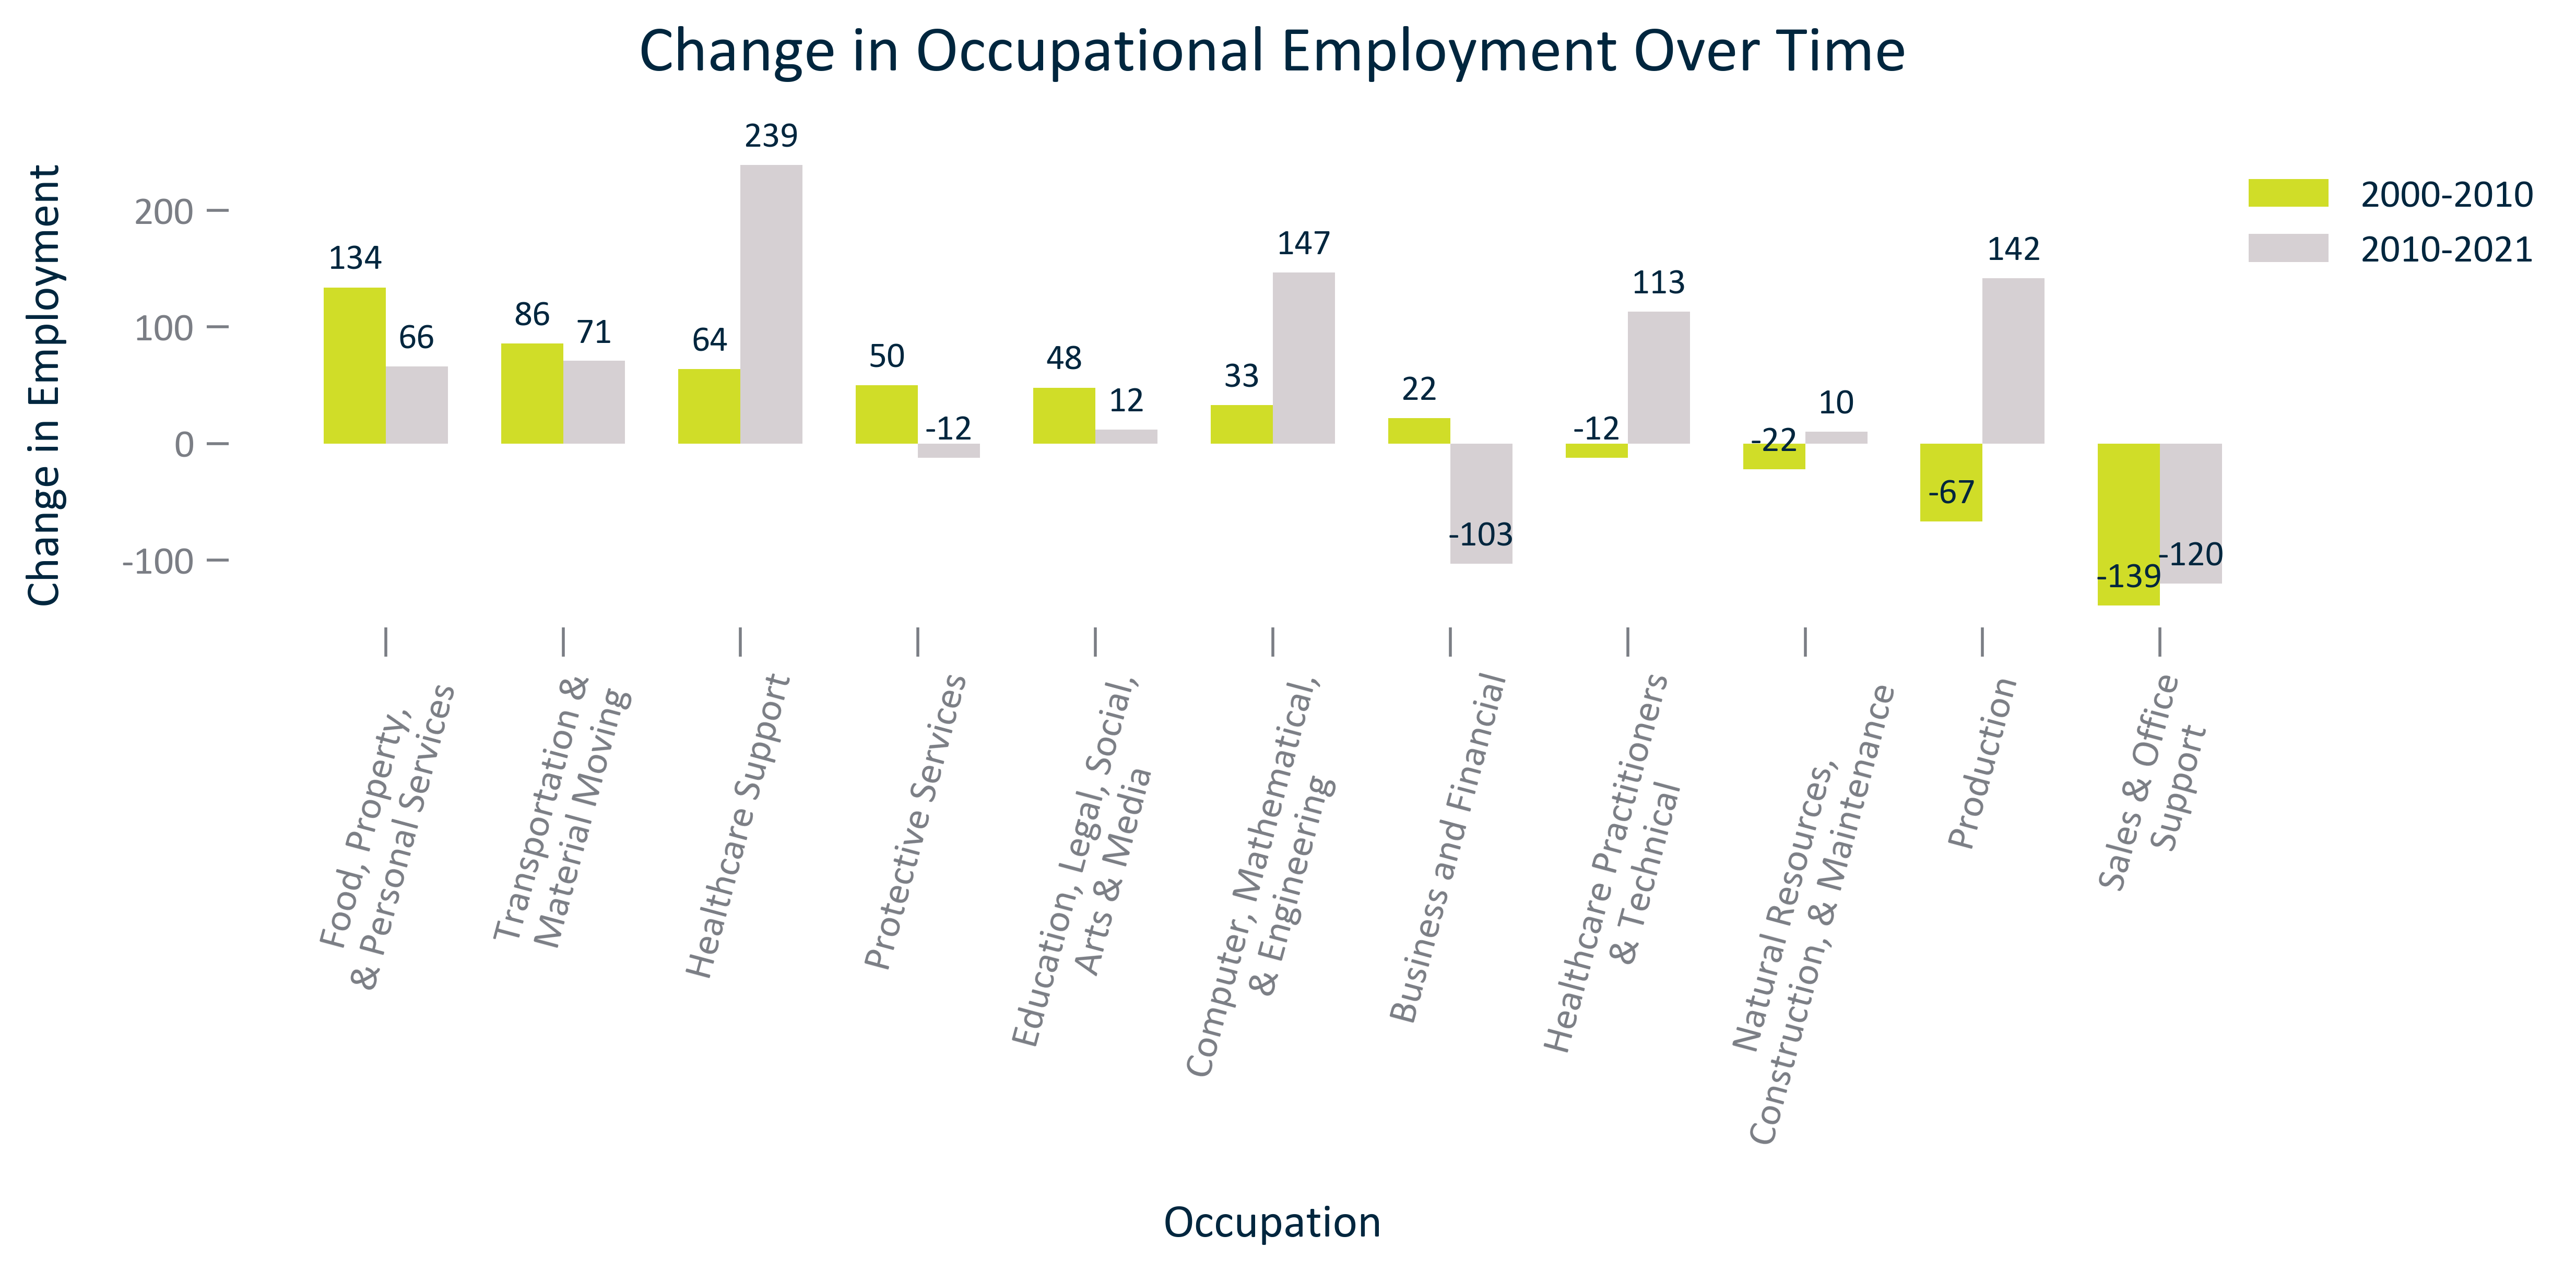 Change in Occupational Employment Over Time
Change in Employment
200
100
0
-100
2000-2010
2010-2021
134
66
86
71
64
239
50
-12
48
12
33
147
22
-103
-12
113
-22
10
-67
142
-139
-120
Food, Property,
& Personal Services
Transportation &
Material Moving
Healthcare Support
Protective Services
Education, Legal, Social,
Arts & Media
Computer, Mathematical,
& Engineering
Business and Financial
Healthcare Practitioners
& Technical
Natural Resources,
Construction, & Maintenance
Production
Sales & Office
Support
Occupation